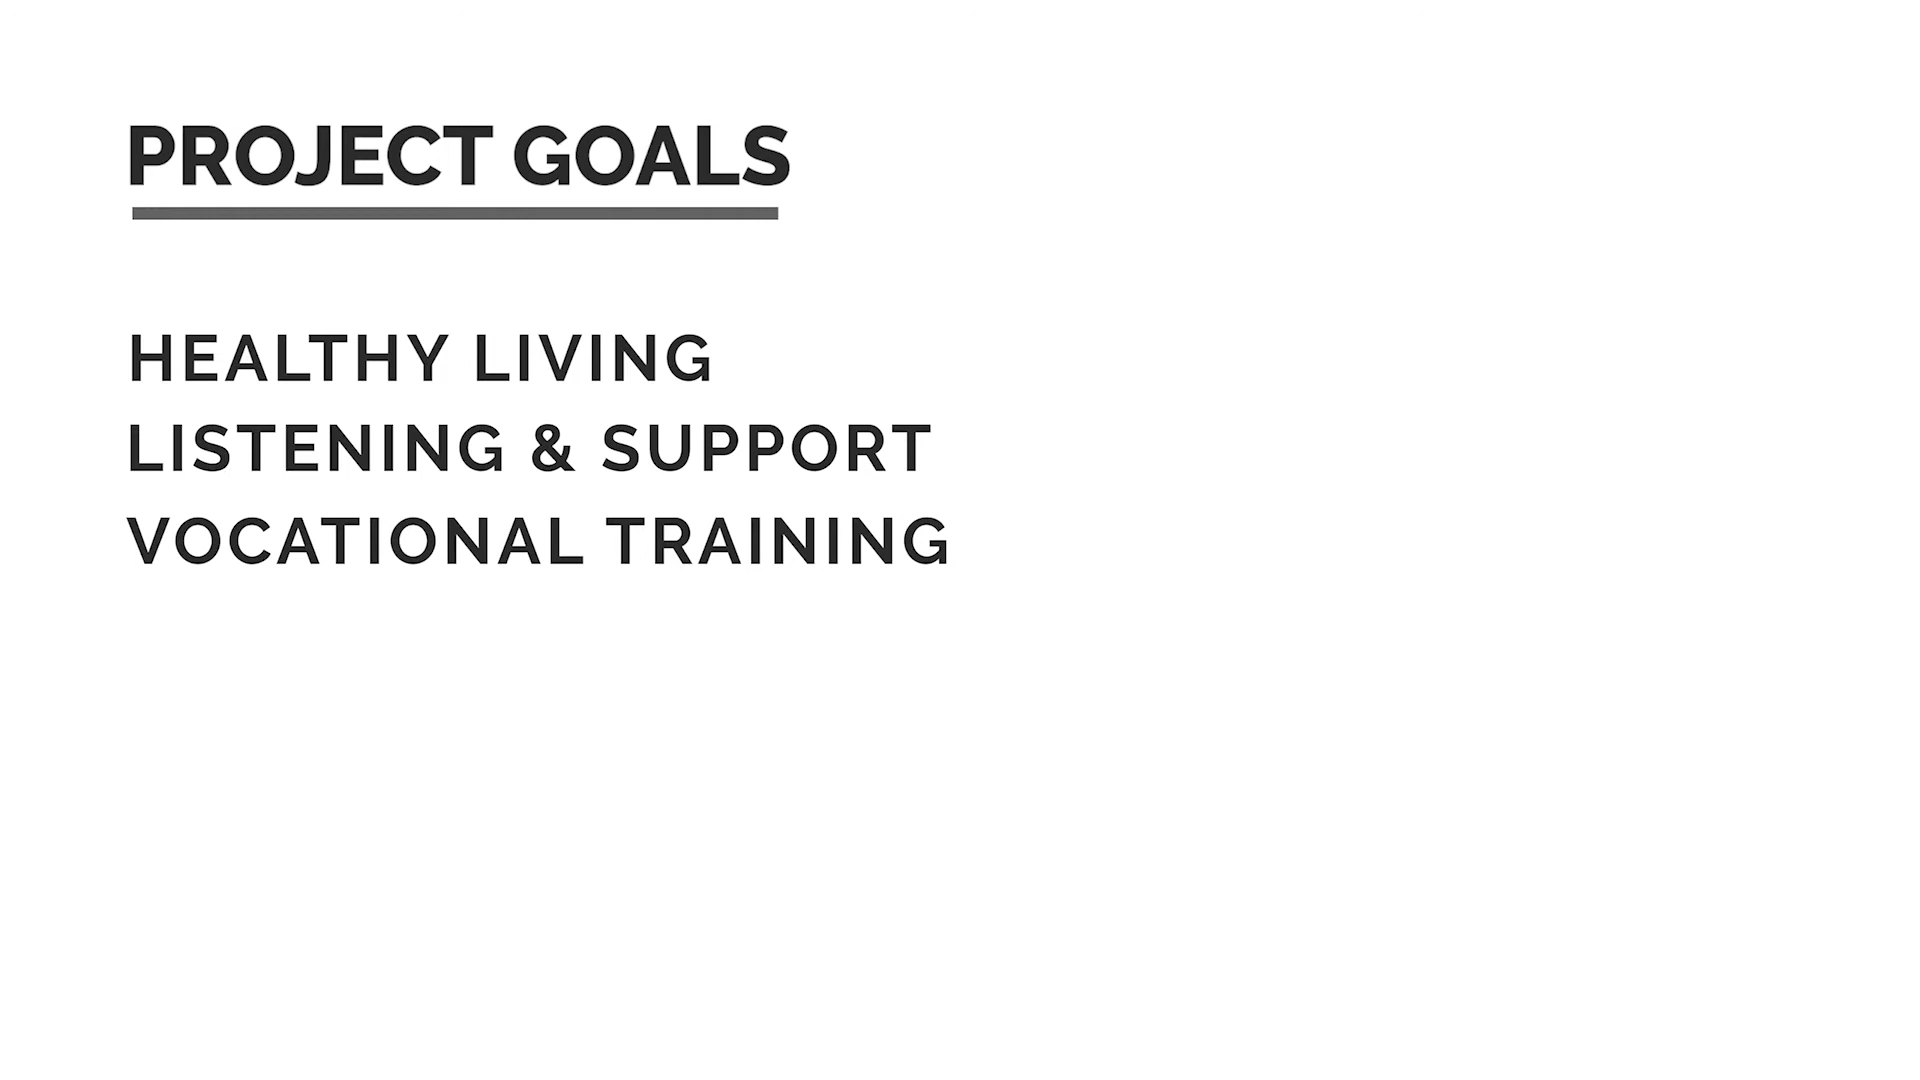 PROJECT GOALS
HEALTHY LIVING
LISTENING & SUPPORT
VOCATIONAL TRAINING